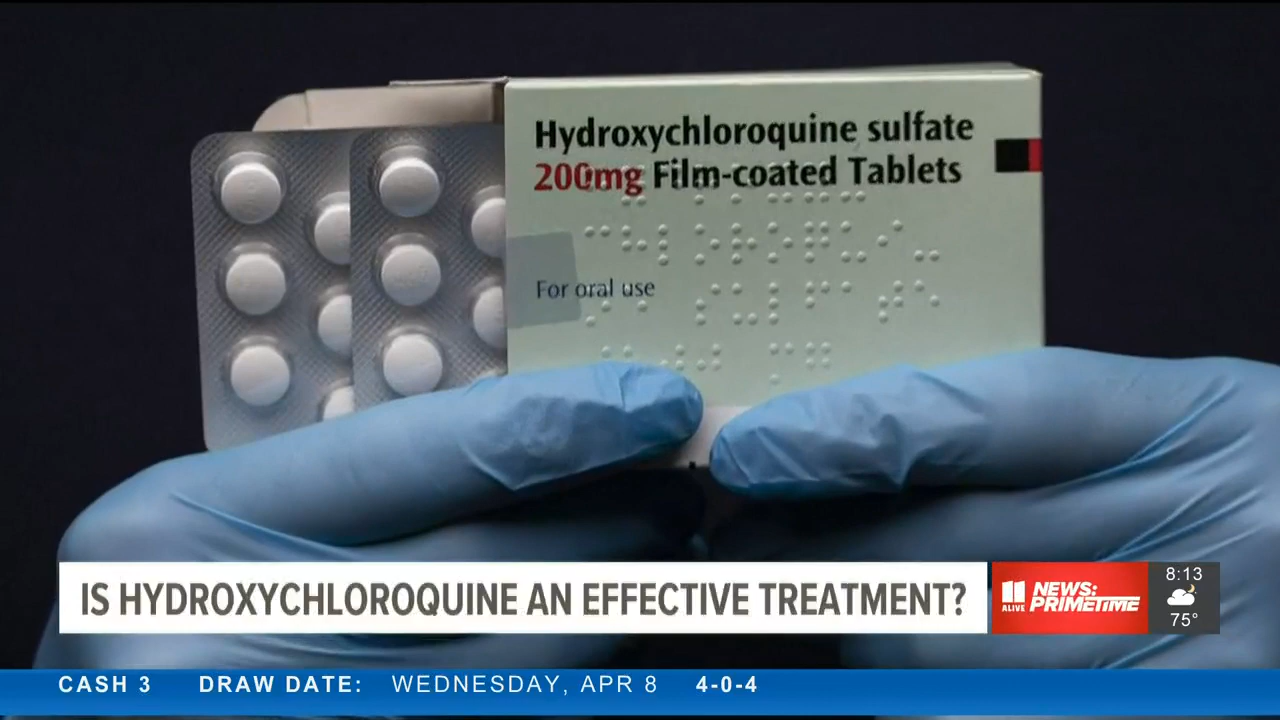 Hydroxychloroquine sulfate
200mg Film-coated Tablets
For oral use
IS HYDROXYCHLOROQUINE AN EFFECTIVE TREATMENT?
11
ALIVE
NEWS:
PRIMETIME
8:13
75°
CASH 3 DRAW DATE: WEDNESDAY, APR 8 4-0-4